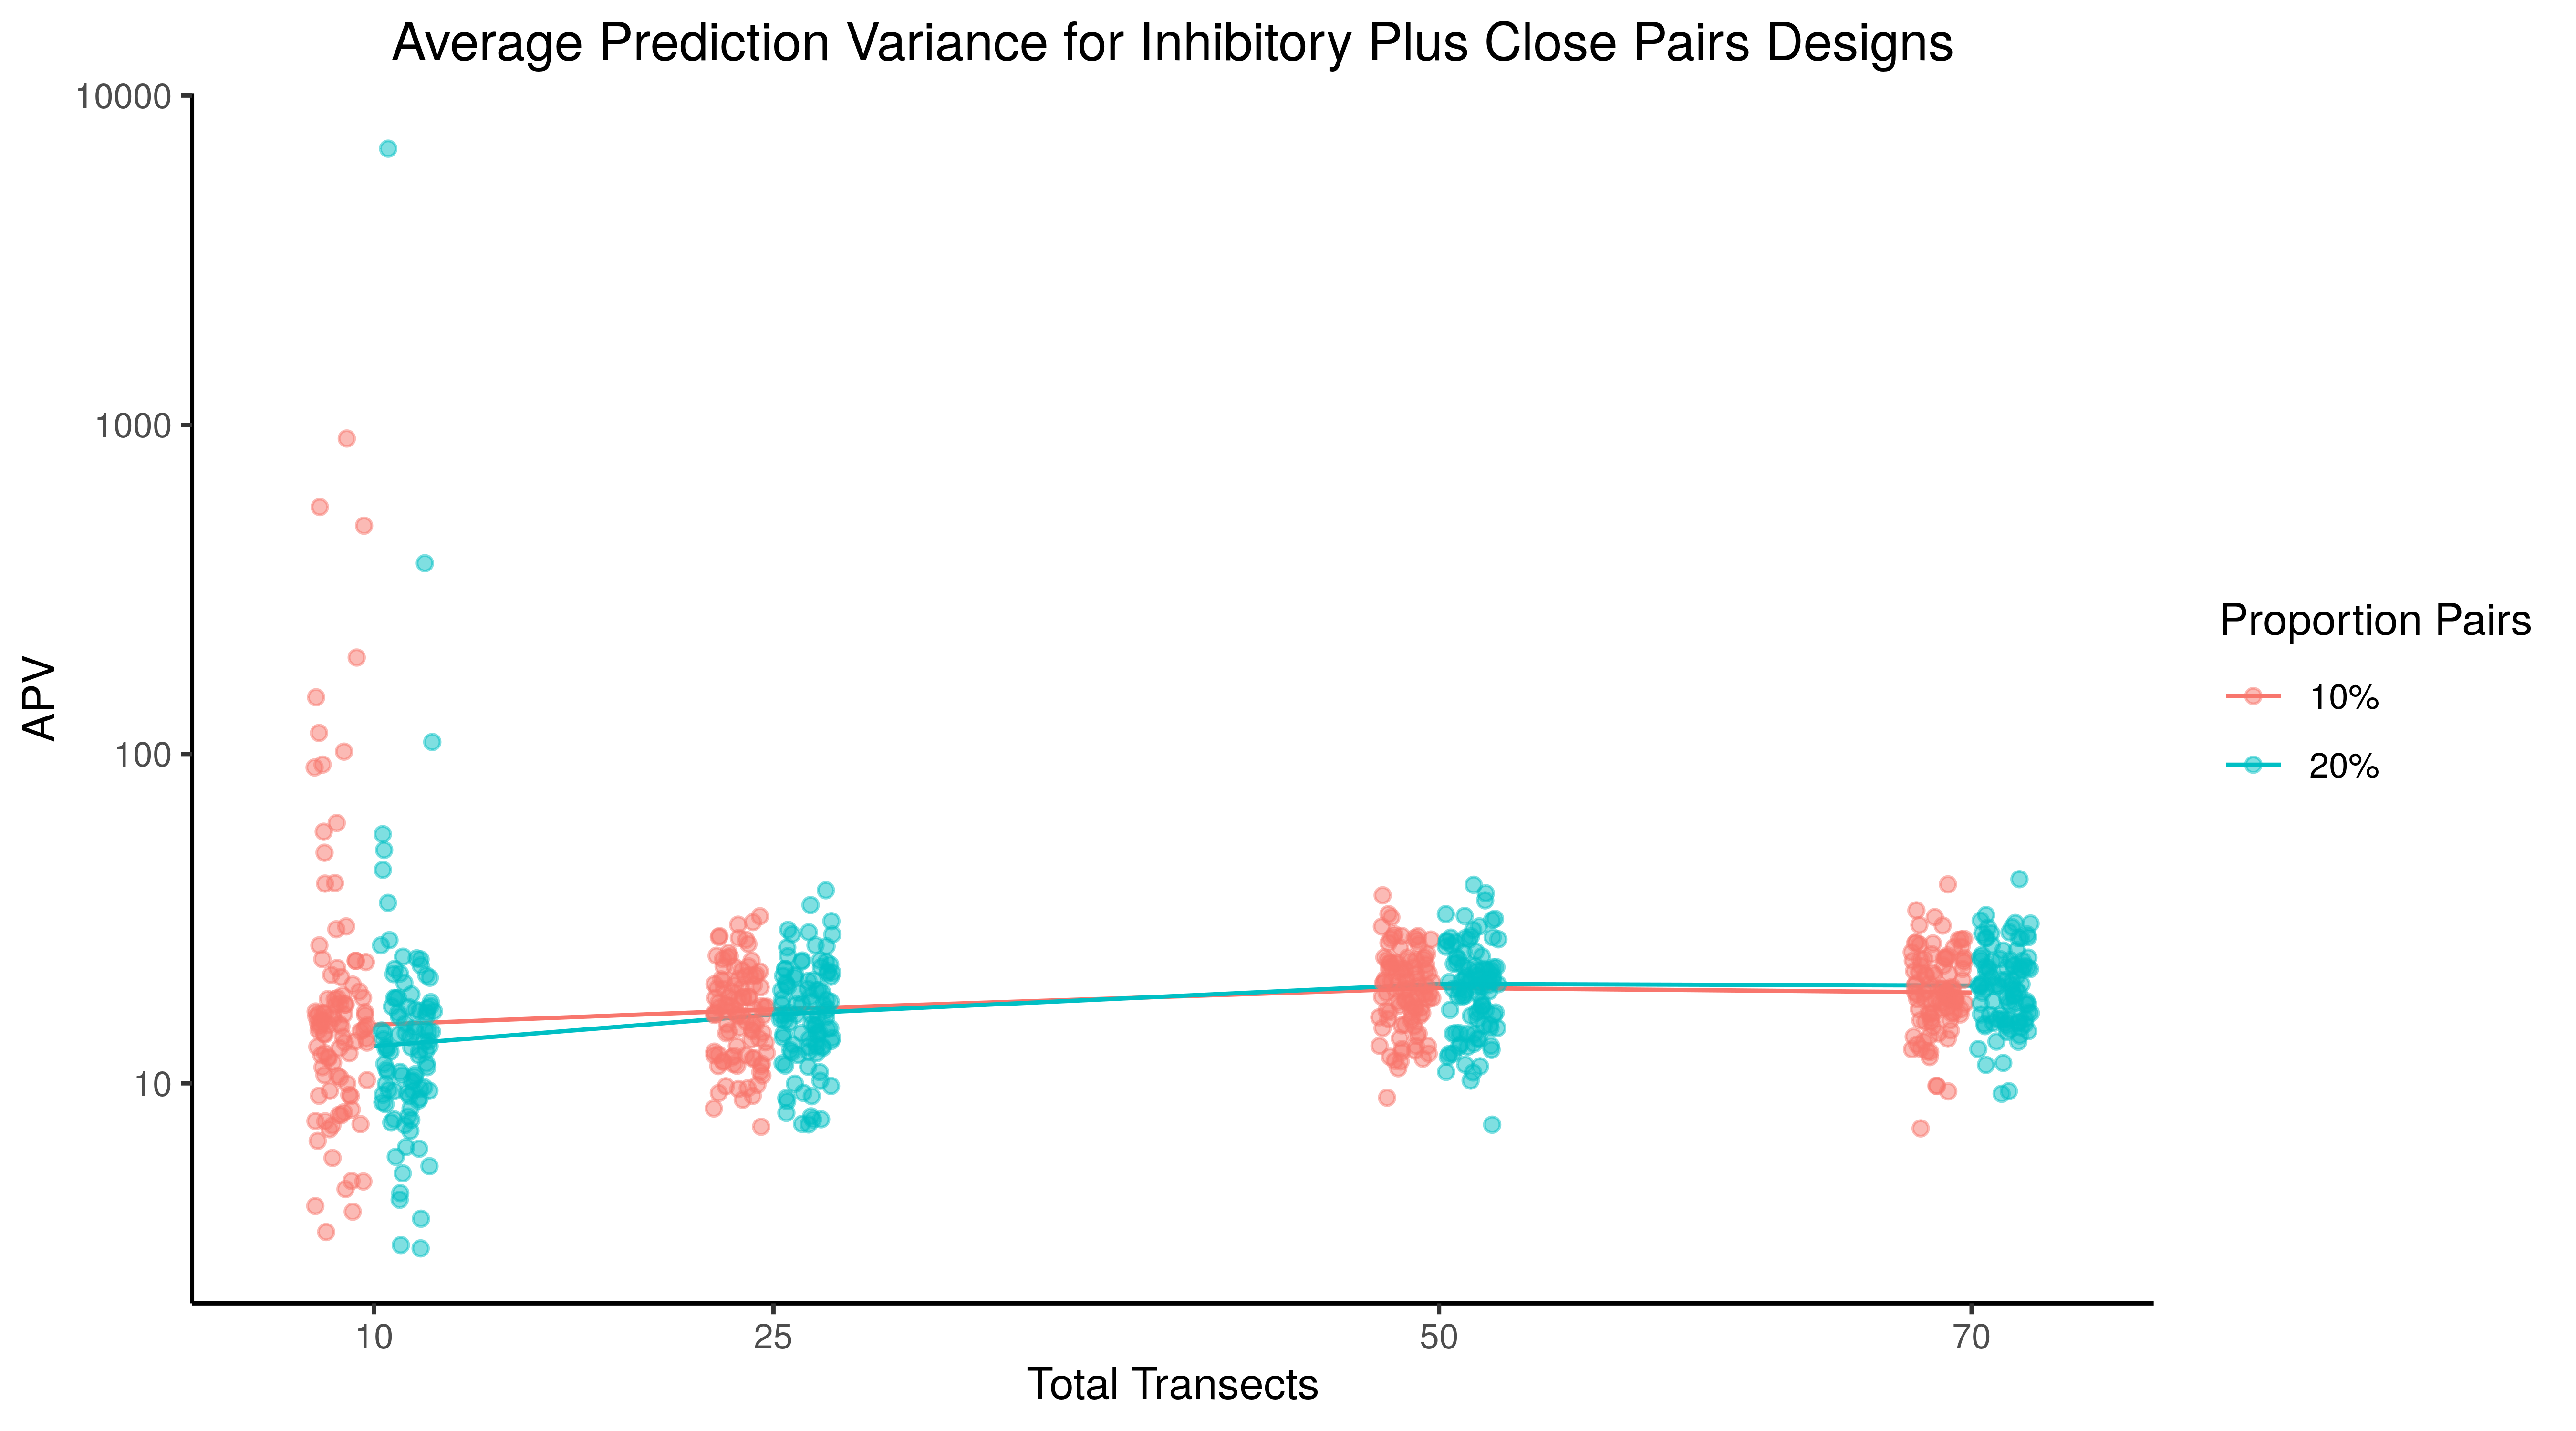 Average Prediction Variance for Inhibitory Plus Close Pairs Designs
10000
1000
100
10
APV
10
25
50
70
Total Transects
Proportion Pairs
10%
20%